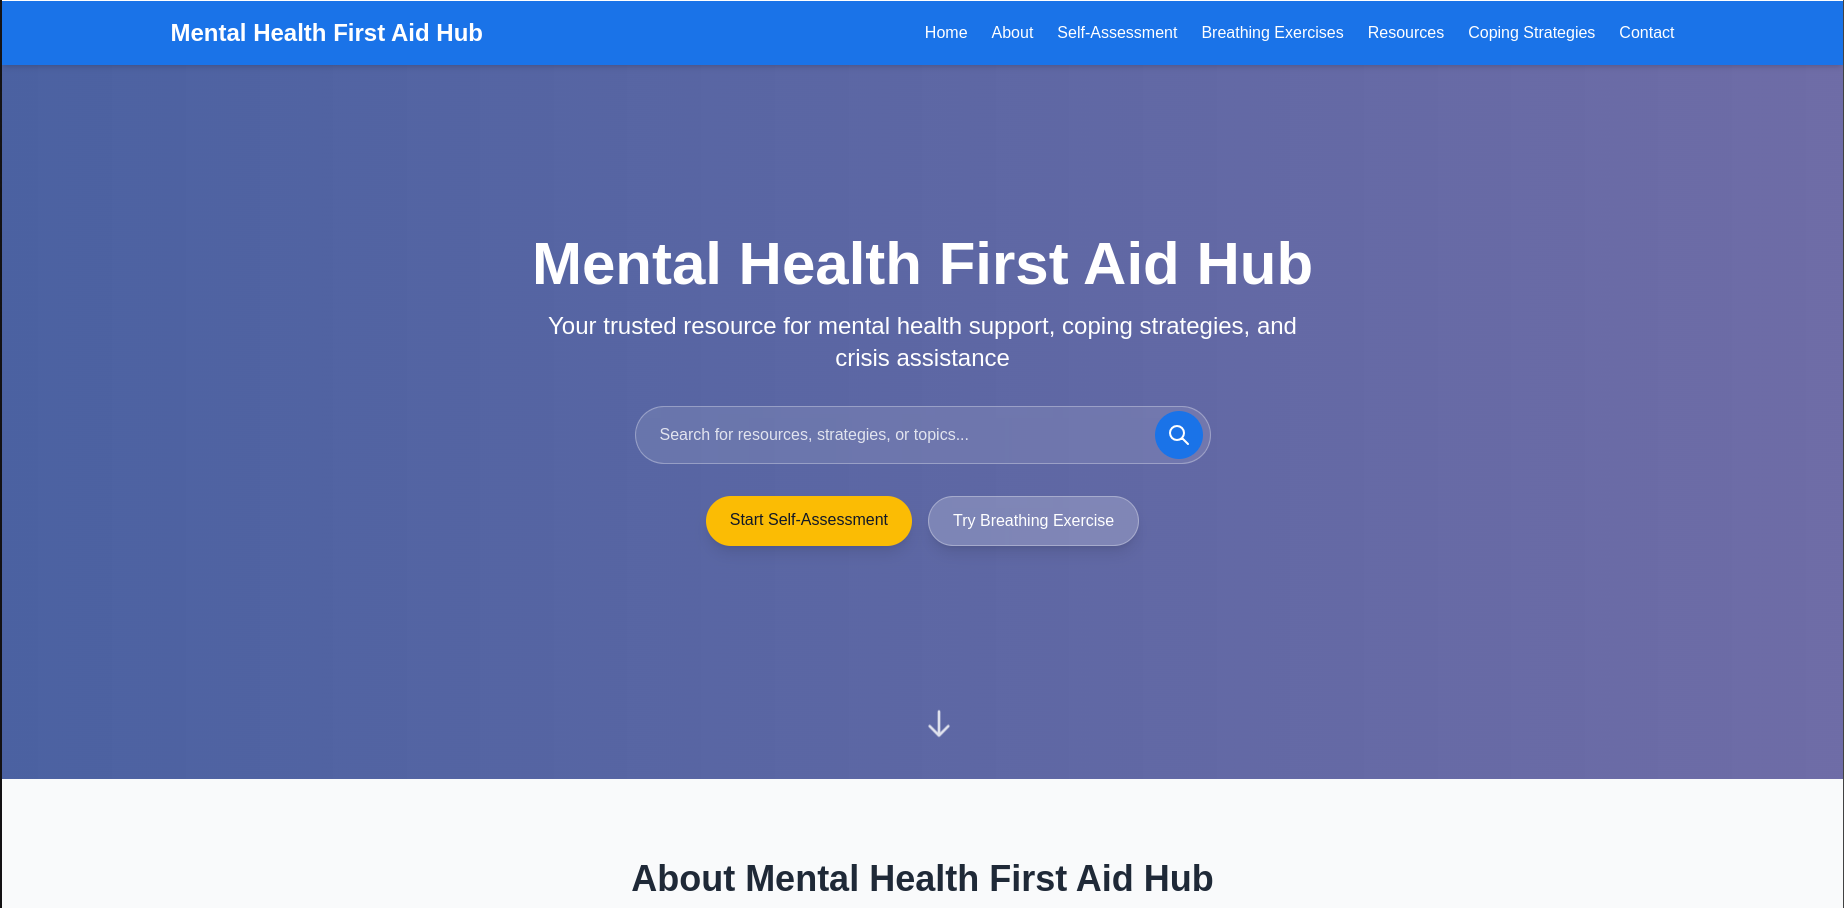 Mental Health First Aid Hub
Home
About
Self-Assessment
Breathing Exercises
Resources
Coping Strategies
Contact
Mental Health First Aid Hub
Your trusted resource for mental health support, coping strategies, and
crisis assistance
Search for resources, strategies, or topics...
Start Self-Assessment
Try Breathing Exercise
About Mental Health First Aid Hub